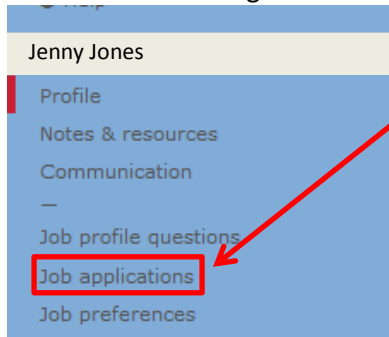 Jenny Jones
Profile
Notes & resources
Communication
—
Job profile questions
Job applications
Job preferences